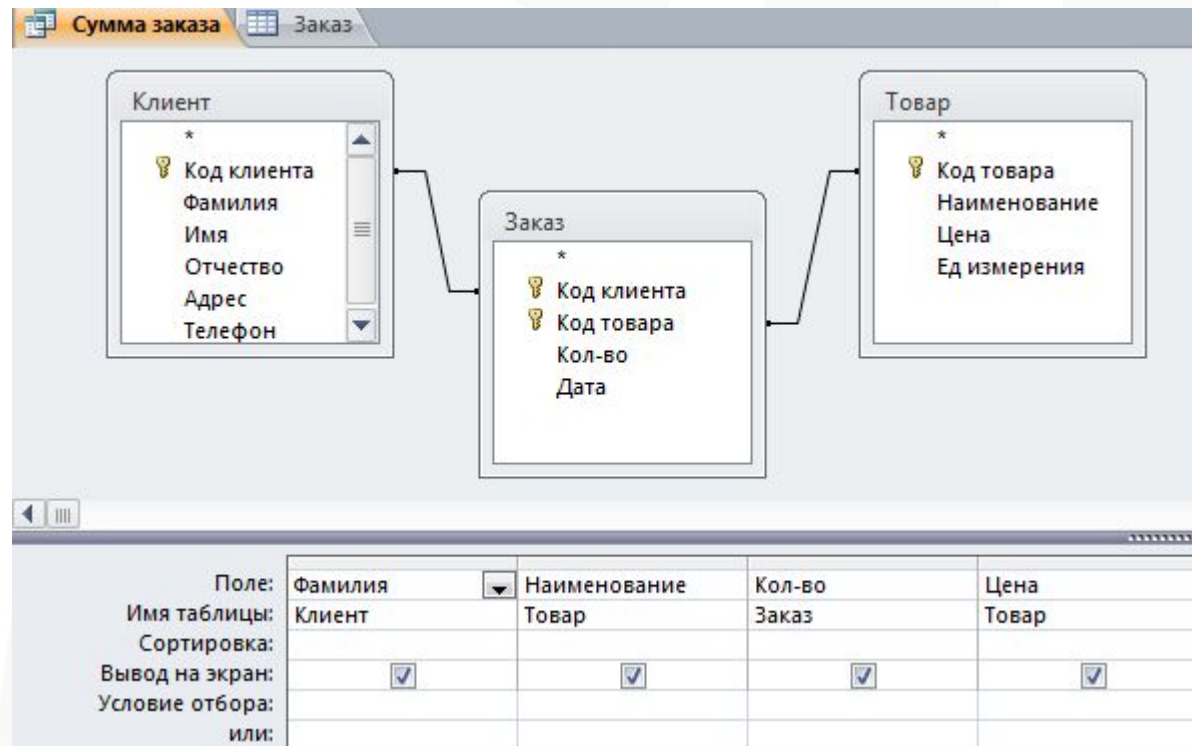 Сумма заказа Заказ
Клиент
*
Код клиента
Фамилия
Имя
Отчество
Адрес
Телефон
Заказ
*
Код клиента
Код товара
Кол-во
Дата
Товар
*
Код товара
Наименование
Цена
Ед измерения
Поле: Фамилия Наименование Кол-во Цена
Имя таблицы: Клиент Товар Заказ Товар
Сортировка:
Вывод на экран:
Условие отбора:
или: